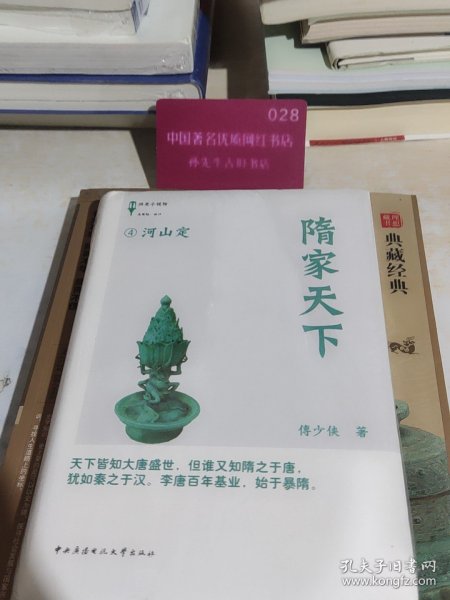 028
中国著名优质网红书店
孙先生古旧书店
④河山定
隋家天下
傅少侠 著
天下皆知大唐盛世，但谁又知隋之于唐，
犹如秦之于汉。李唐百年基业，始于暴隋。
中央广播电视大学出版社
典藏经典
孔夫子旧书网
www.kongfz.com